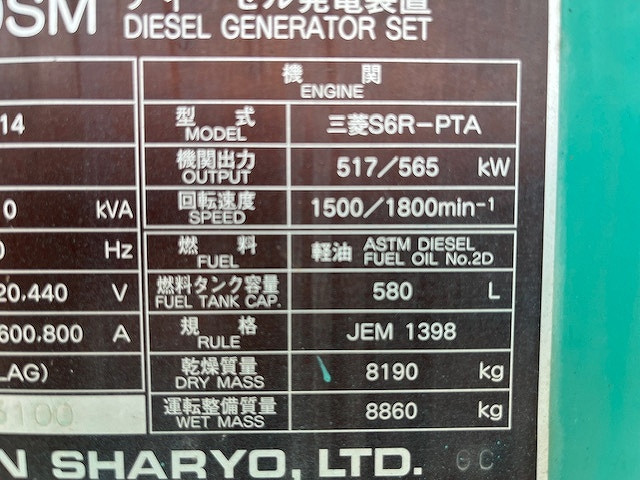 SM ディーゼル発電装置
DIESEL GENERATOR SET
機 関
ENGINE
14
型 式
MODEL
三菱S6R-PTA
機関出力
OUTPUT
517/565 kW
0 kVA
回転速度
SPEED
1500/1800min-1
0 Hz
燃 料
FUEL
軽油 ASTM DIESEL
FUEL OIL No.2D
20,440 V
燃料タンク容量
FUEL TANK CAP.
580 L
600,800 A
規 格
RULE
JEM 1398
LAG)
乾燥質量
DRY MASS
8190 kg
100
運転整備質量
WET MASS
8860 kg
N SHARYO, LTD.